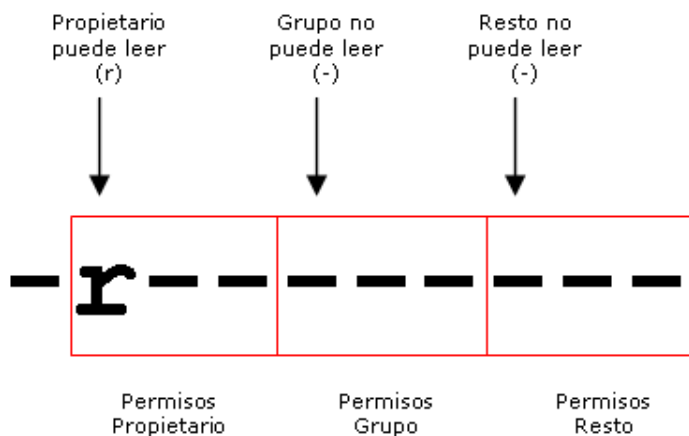 Propietario
puede leer
(r)
Grupo no
puede leer
(-)
Resto no
puede leer
(-)
-r--------
Permisos
Propietario
Permisos
Grupo
Permisos
Resto